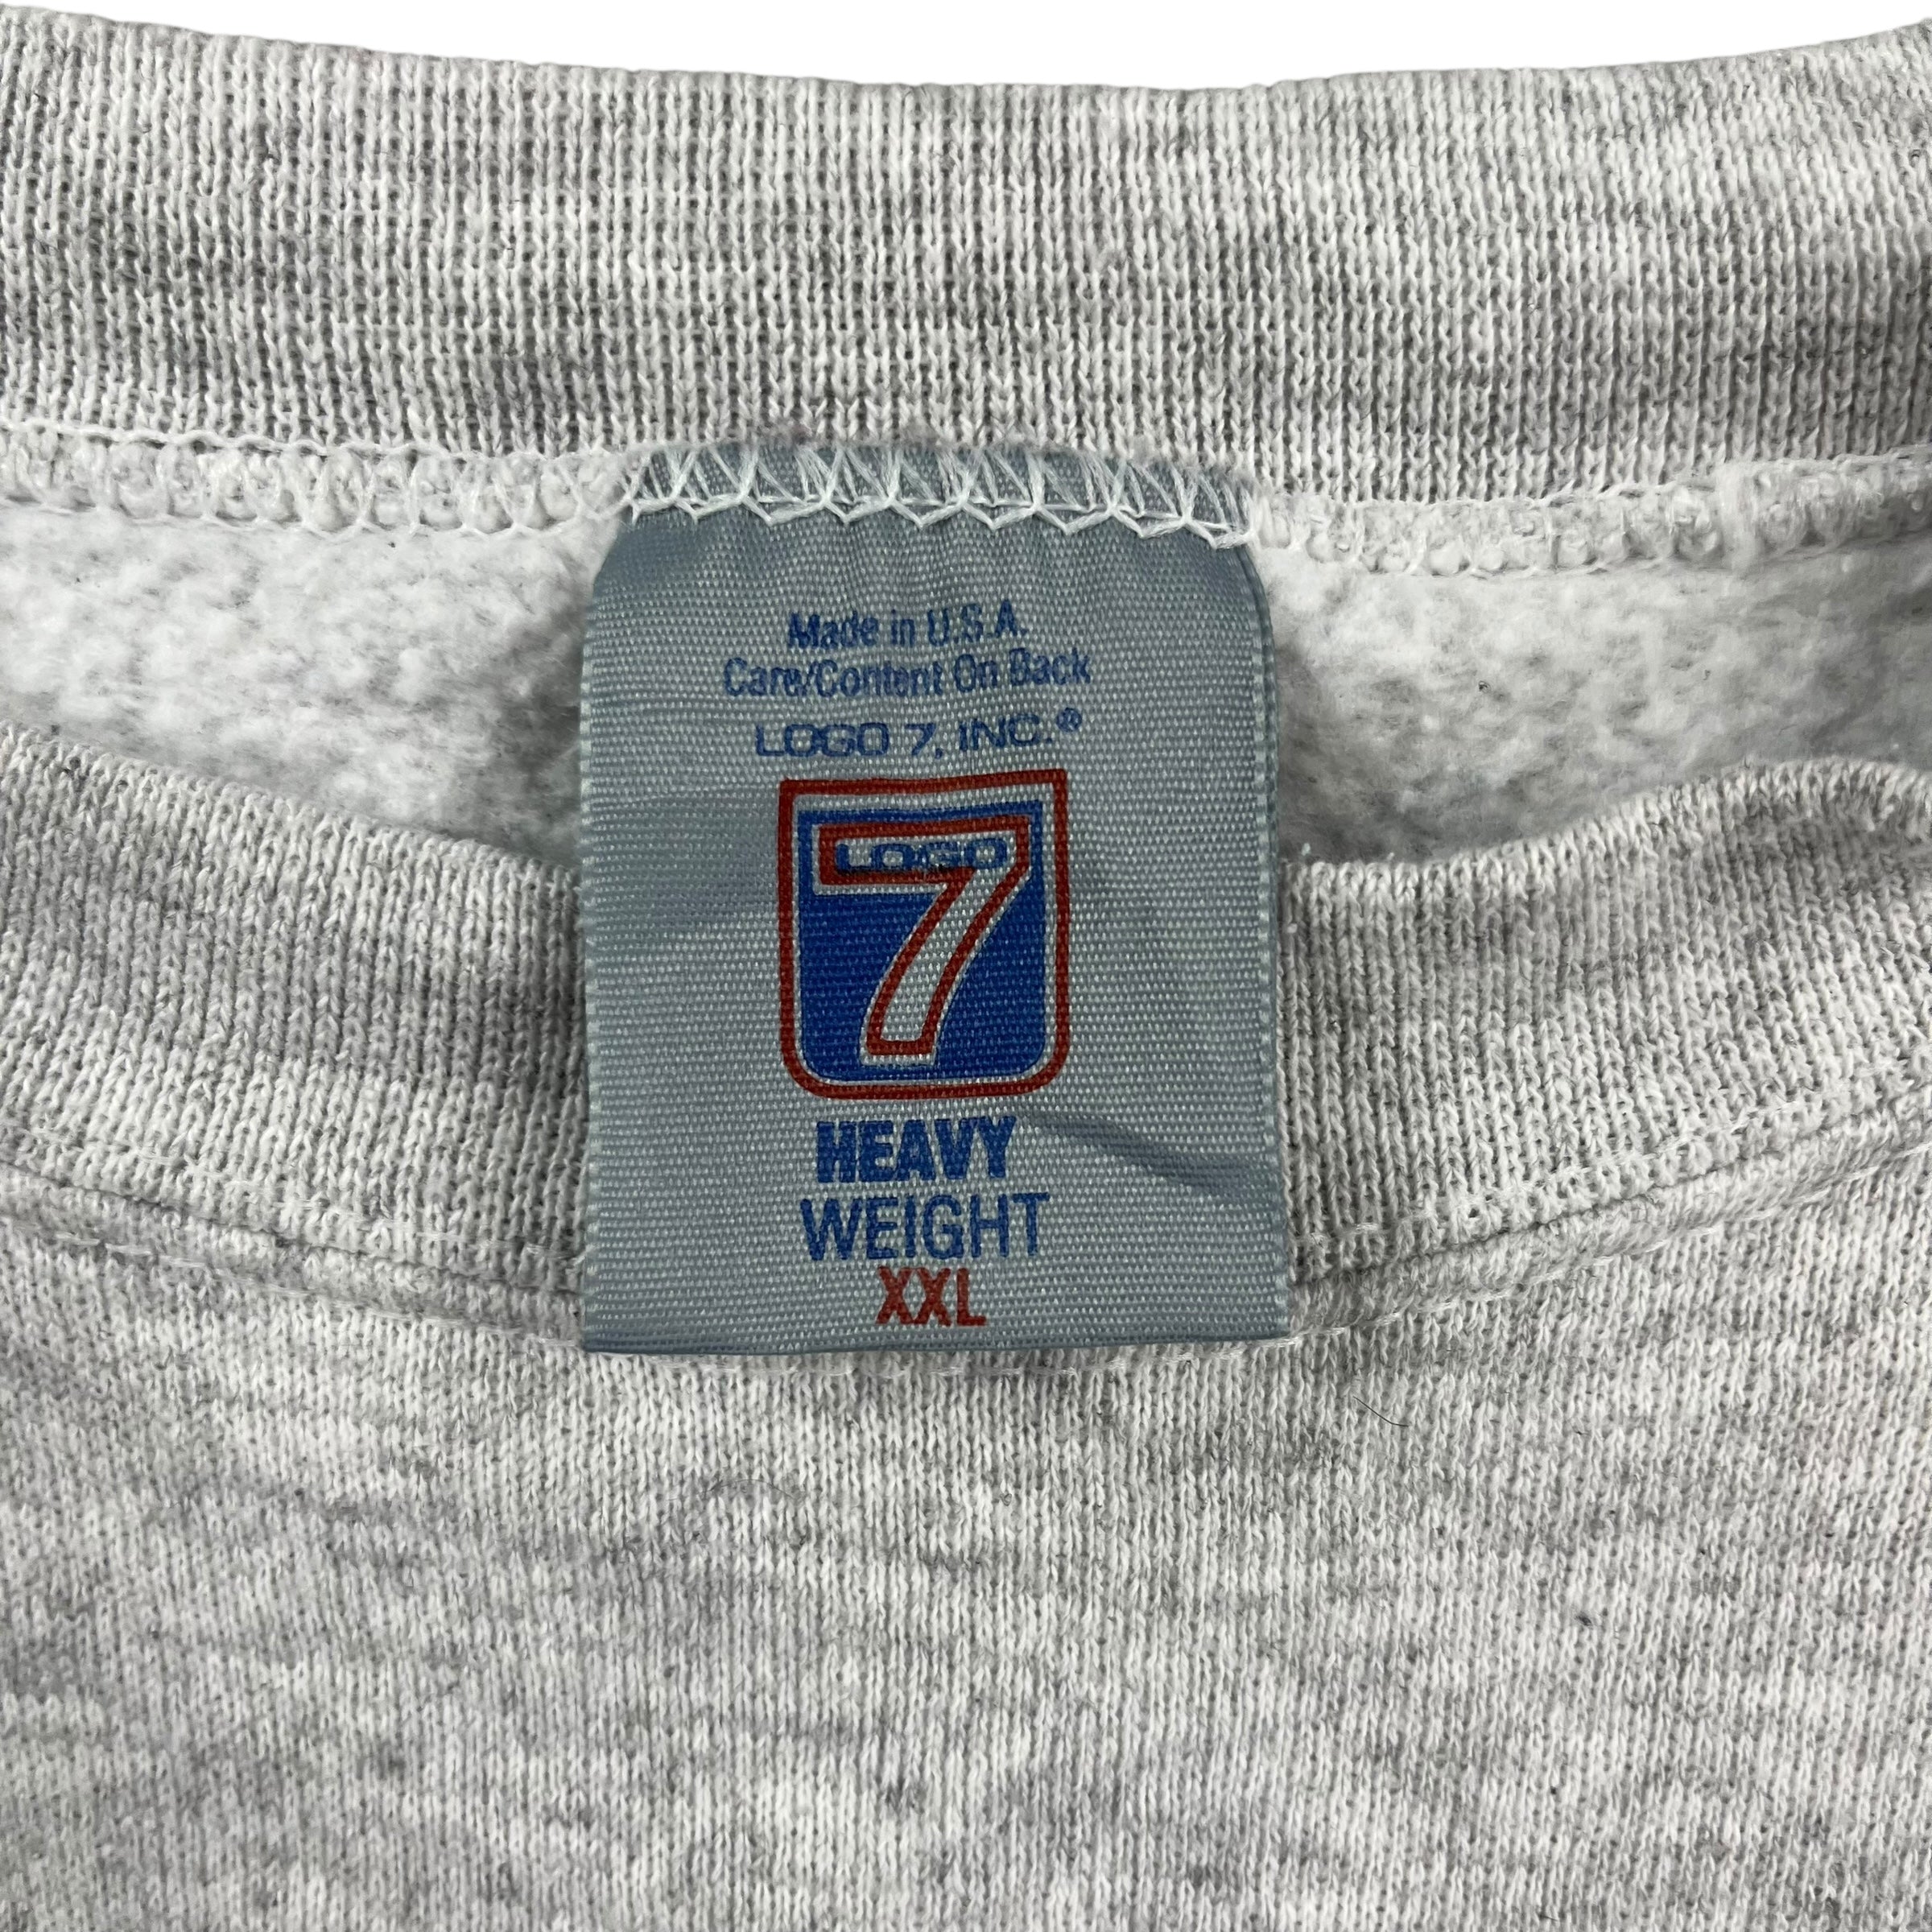 Made in U.S.A.
Care/Content On Back
LOGO 7, INC.®
LOGO
7
HEAVY
WEIGHT
XXL